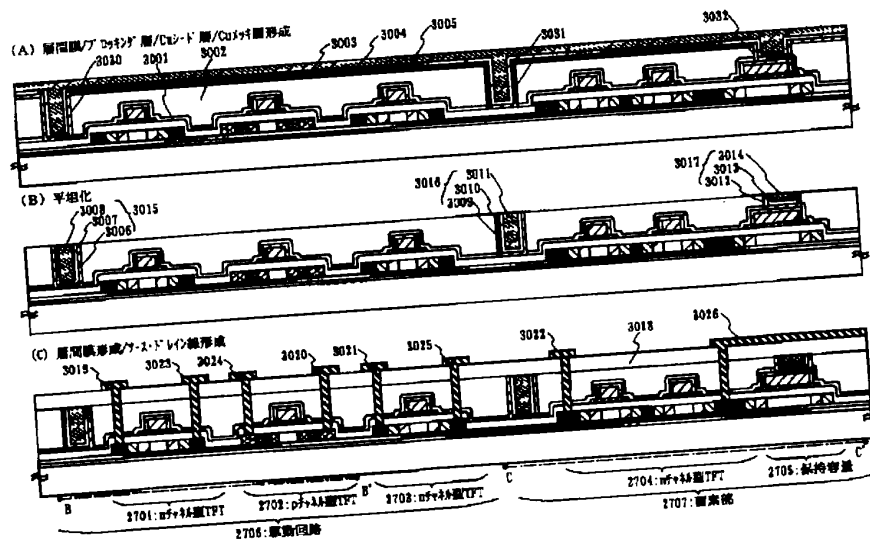 (A) 層間膜/ブロッキング層/Cuシード層/Cuメッキ層形成
3030 3001 3002 3003 3004 3005 3031 3032
(B) 平坦化
3008 3007 3006 3015
3016 3011 3010 3009
3017 3014 3013 3012
(C) 層間膜形成/ソース・ドレイン線形成
3019 3023 3024 3020 3021 3025 3022 3018 3026
B B' C C'
2701:nチャネル型TFT 2702:pチャネル型TFT 2703:nチャネル型TFT 2704:nチャネル型TFT 2705:保持容量
2706:駆動回路 2707:画素部